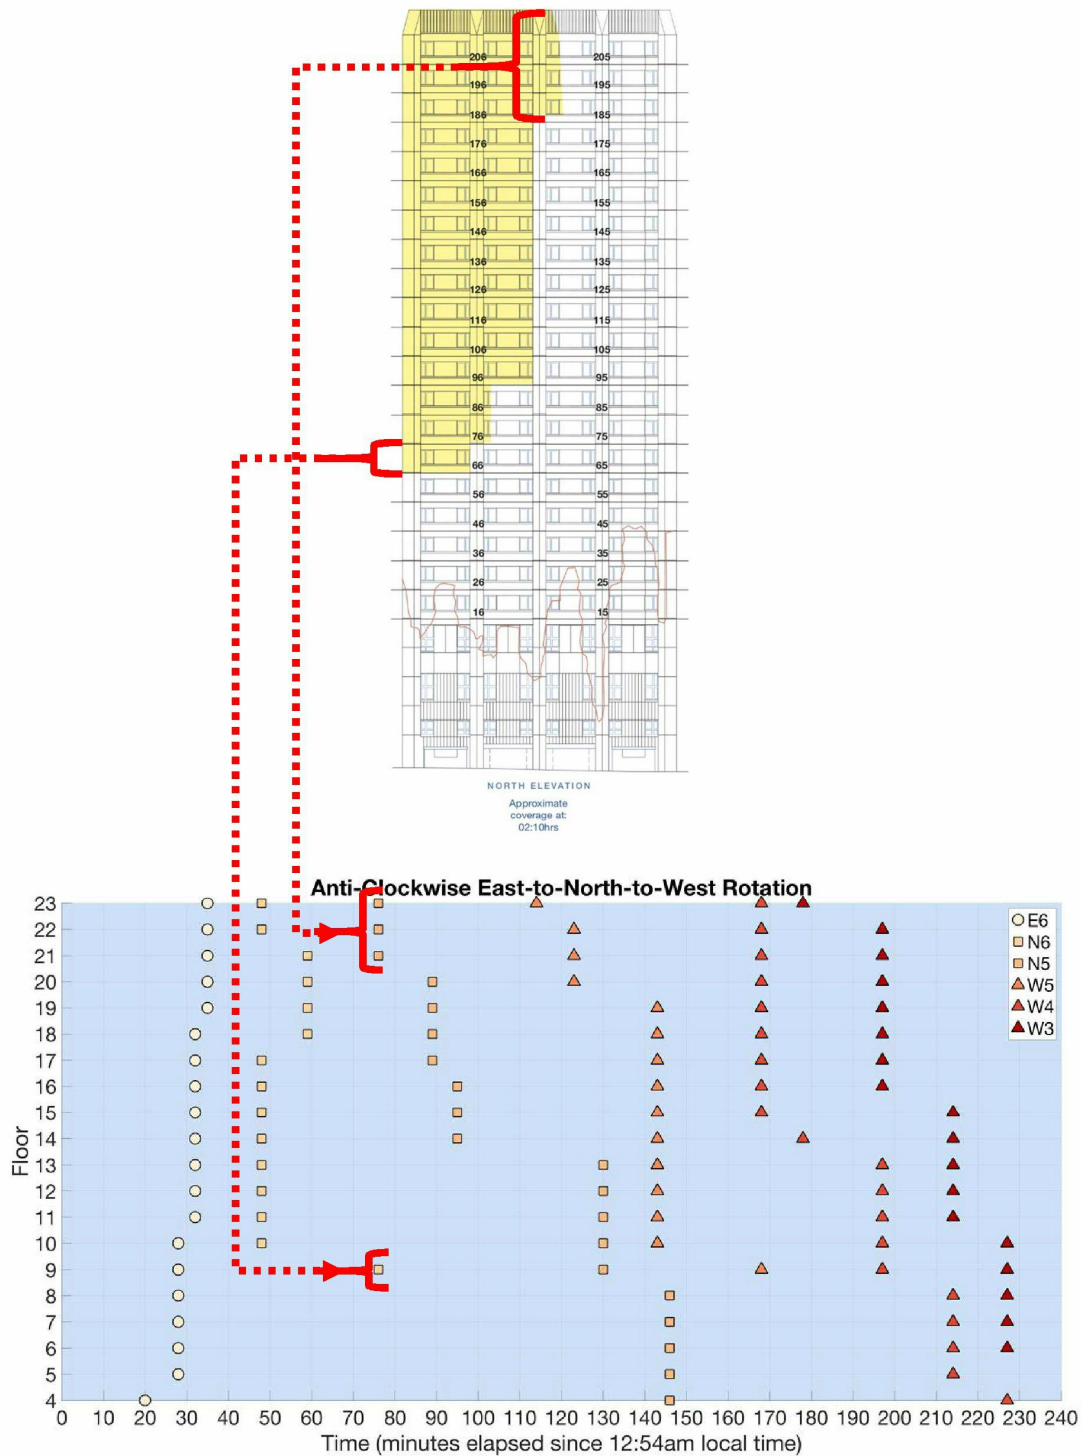 206 205
196 195
186 185
176 175
166 165
156 155
146 145
136 135
126 125
116 115
106 105
96 95
86 85
76 75
66 65
56 55
46 45
36 35
26 25
16 15
NORTH ELEVATION
Approximate
coverage at:
02:10hrs
Anti-Clockwise East-to-North-to-West Rotation
23
22
21
20
19
18
17
16
15
14
13
12
11
10
9
8
7
6
5
4
Floor
E6
N6
N5
W5
W4
W3
0 10 20 30 40 50 60 70 80 90 100 110 120 130 140 150 160 170 180 190 200 210 220 230 240
Time (minutes elapsed since 12:54am local time)